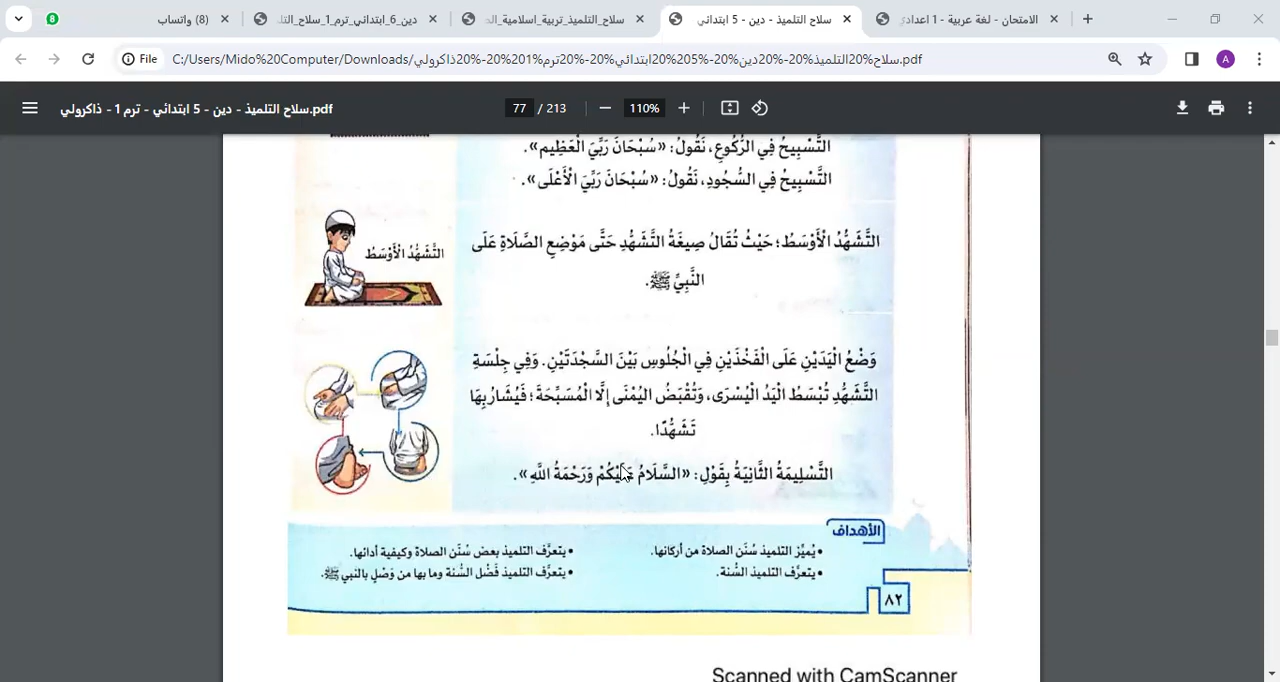 (8) واتساب
دين_6_ابتدائي_ترم_1_سلاح_التل
سلاح_التلميذ_تربية_اسلامية_الص
سلاح التلميذ - دين - 5 ابتدائي
الامتحان - لغة عربية - 1 اعدادي
File C:/Users/Mido%20Computer/Downloads/سلاح%20التلميذ%20-%20دين%20-%205%20ابتدائي%20-%20ترم%201%20-%20ذاكرولي.pdf
A
سلاح التلميذ - دين - 5 ابتدائي - ترم 1 - ذاكرولي.pdf
77 / 213
110%
التَّسْبِيحُ فِي الرُّكُوعِ، نَقُولُ: «سُبْحَانَ رَبِّيَ الْعَظِيمِ».
التَّسْبِيحُ فِي السُّجُودِ، نَقُولُ: «سُبْحَانَ رَبِّيَ الْأَعْلَى».
التَّشَهُّدُ الْأَوْسَطُ؛ حَيْثُ تُقَالُ صِيغَةُ التَّشَهُّدِ حَتَّى مَوْضِعِ الصَّلَاةِ عَلَى
النَّبِيِّ ﷺ.
التَّشَهُّدُ الْأَوْسَطُ
وَضْعُ الْيَدَيْنِ عَلَى الْفَخْذَيْنِ فِي الْجُلُوسِ بَيْنَ السَّجْدَتَيْنِ. وَفِي جِلْسَةِ
التَّشَهُّدِ تُبْسَطُ الْيَدُ الْيُسْرَى، وَتُقْبَضُ الْيُمْنَى إِلَّا الْمُسَبِّحَةَ؛ فَيُشَارُ بِهَا
تَشَهُّدًا.
التَّسْلِيمَةُ الثَّانِيَةُ بِقَوْلِ: «السَّلَامُ عَلَيْكُمْ وَرَحْمَةُ اللَّهِ».
الأهداف
• يُميِّز التلميذ سُنَن الصلاة من أركانها.
• يتعرَّف التلميذ السُّنة.
• يتعرَّف التلميذ بعض سُنَن الصلاة وكيفية أدائها.
• يتعرَّف التلميذ فَضْل السُّنة وما بها من وَصْلٍ بالنبي ﷺ.
٨٢
Scanned with CamScanner